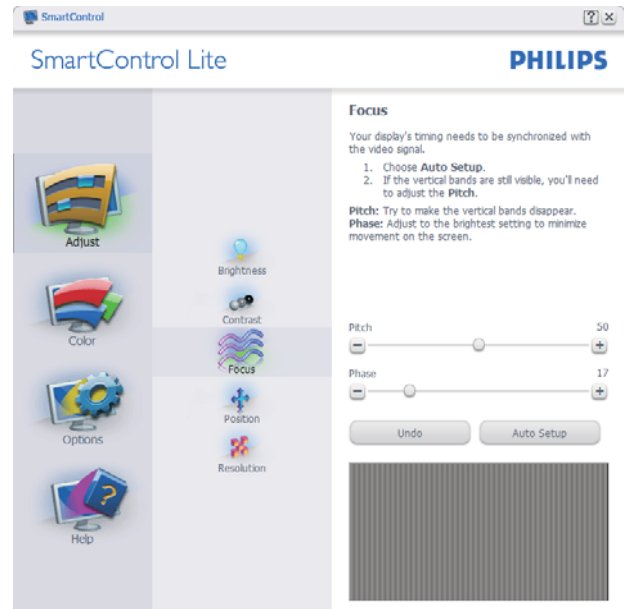 SmartControl
SmartControl Lite
PHILIPS
Adjust
Color
Options
Help
Brightness
Contrast
Focus
Position
Resolution
Focus
Your display's timing needs to be synchronized with
the video signal.
1. Choose Auto Setup.
2. If the vertical bands are still visible, you'll need
to adjust the Pitch.
Pitch: Try to make the vertical bands disappear.
Phase: Adjust to the brightest setting to minimize
movement on the screen.
Pitch 50
Phase 17
Undo Auto Setup